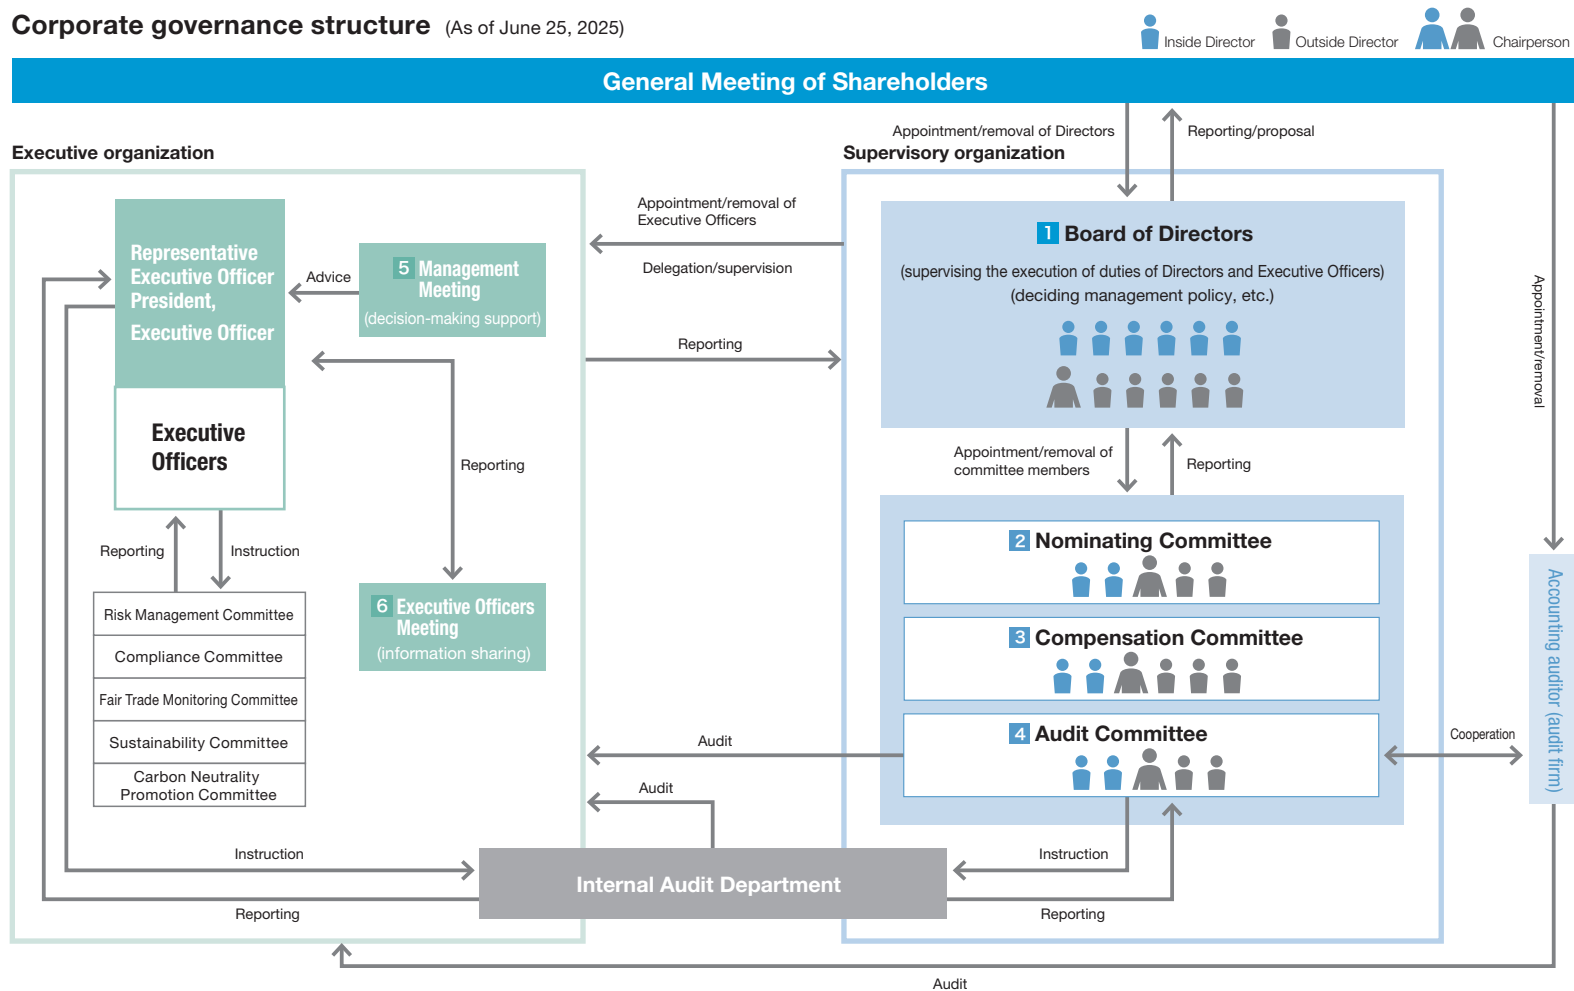 Corporate governance structure (As of June 25, 2025)
Inside Director
Outside Director
Chairperson
General Meeting of Shareholders
Appointment/removal of Directors
Reporting/proposal
Executive organization
Supervisory organization
Representative
Executive Officer
President,
Executive Officer
Advice
5 Management
Meeting
(decision-making support)
Appointment/removal of
Executive Officers
Delegation/supervision
Reporting
1 Board of Directors
(supervising the execution of duties of Directors and Executive Officers)
(deciding management policy, etc.)
Appointment/removal
Executive
Officers
Reporting
Appointment/removal of
committee members
Reporting
Reporting
Instruction
Risk Management Committee
Compliance Committee
Fair Trade Monitoring Committee
Sustainability Committee
Carbon Neutrality
Promotion Committee
6 Executive Officers
Meeting
(information sharing)
2 Nominating Committee
3 Compensation Committee
4 Audit Committee
Accounting auditor (audit firm)
Cooperation
Audit
Audit
Instruction
Instruction
Internal Audit Department
Reporting
Reporting
Audit